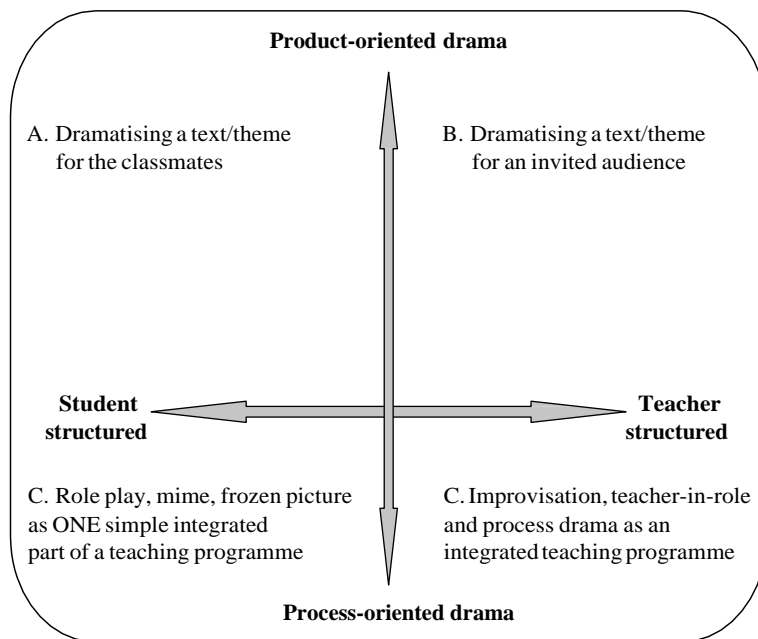 Product-oriented drama
A. Dramatising a text/theme
for the classmates
B. Dramatising a text/theme
for an invited audience
Student
structured
Teacher
structured
C. Role play, mime, frozen picture
as ONE simple integrated
part of a teaching programme
C. Improvisation, teacher-in-role
and process drama as an
integrated teaching programme
Process-oriented drama